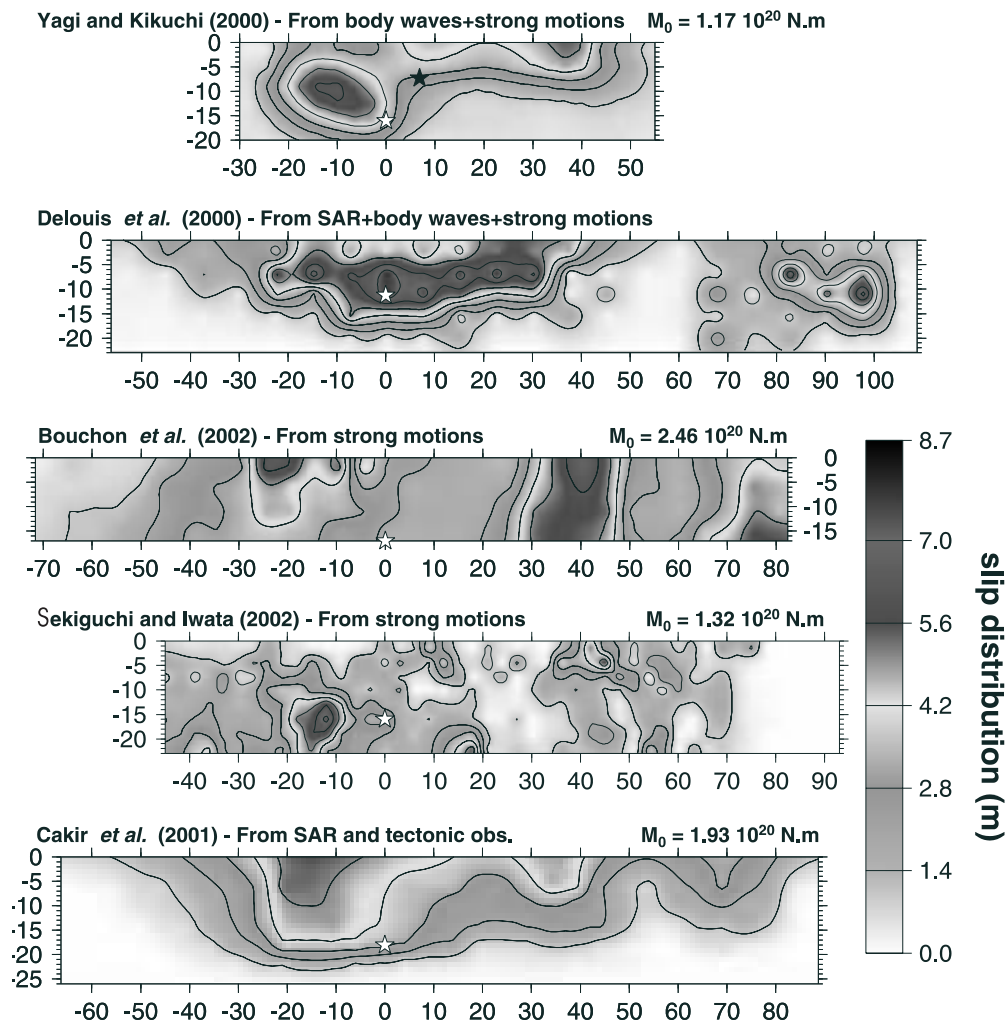 Yagi and Kikuchi (2000) - From body waves+strong motions M₀ = 1.17 10²⁰ N.m
0
-5
-10
-15
-20
-30 -20 -10 0 10 20 30 40 50
Delouis et al. (2000) - From SAR+body waves+strong motions
0
-5
-10
-15
-20
-50 -40 -30 -20 -10 0 10 20 30 40 50 60 70 80 90 100
Bouchon et al. (2002) - From strong motions M₀ = 2.46 10²⁰ N.m
0
-5
-10
-15
-70 -60 -50 -40 -30 -20 -10 0 10 20 30 40 50 60 70 80
Sekiguchi and Iwata (2002) - From strong motions M₀ = 1.32 10²⁰ N.m
0
-5
-10
-15
-20
-40 -30 -20 -10 0 10 20 30 40 50 60 70 80 90
Cakir et al. (2001) - From SAR and tectonic obs. M₀ = 1.93 10²⁰ N.m
0
-5
-10
-15
-20
-25
-60 -50 -40 -30 -20 -10 0 10 20 30 40 50 60 70 80
8.7
7.0
5.6
4.2
2.8
1.4
0.0
slip distribution (m)